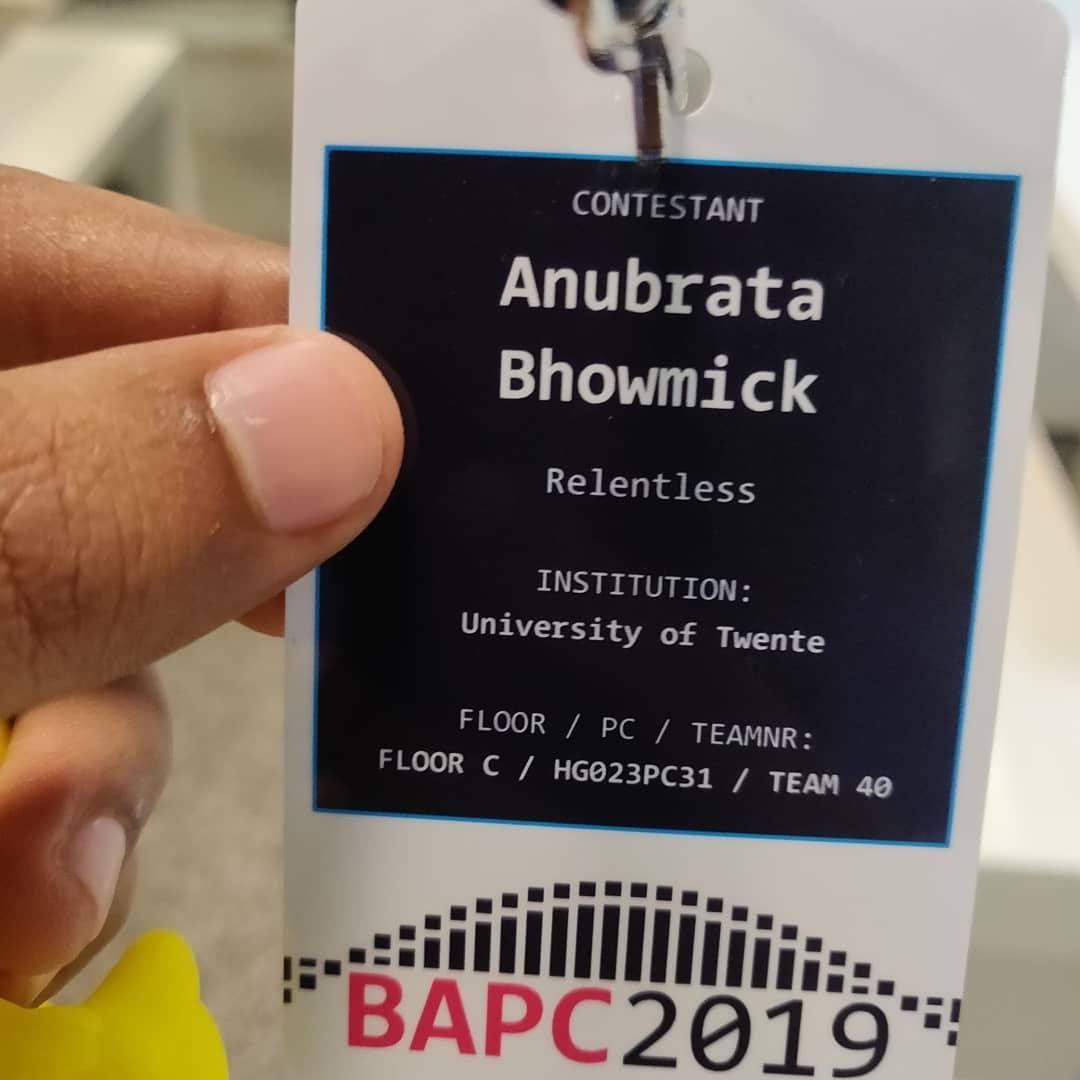 CONTESTANT
Anubrata
Bhowmick
Relentless
INSTITUTION:
University of Twente
FLOOR / PC / TEAMNR:
FLOOR C / HG023PC31 / TEAM 40
BAPC2019